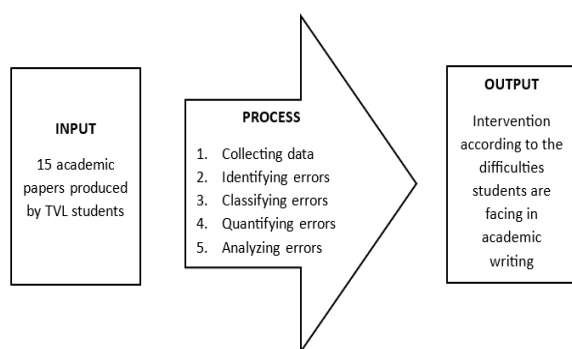 INPUT
15 academic
papers produced
by TVL students
PROCESS
1. Collecting data
2. Identifying errors
3. Classifying errors
4. Quantifying errors
5. Analyzing errors
OUTPUT
Intervention
according to the
difficulties
students are
facing in
academic
writing